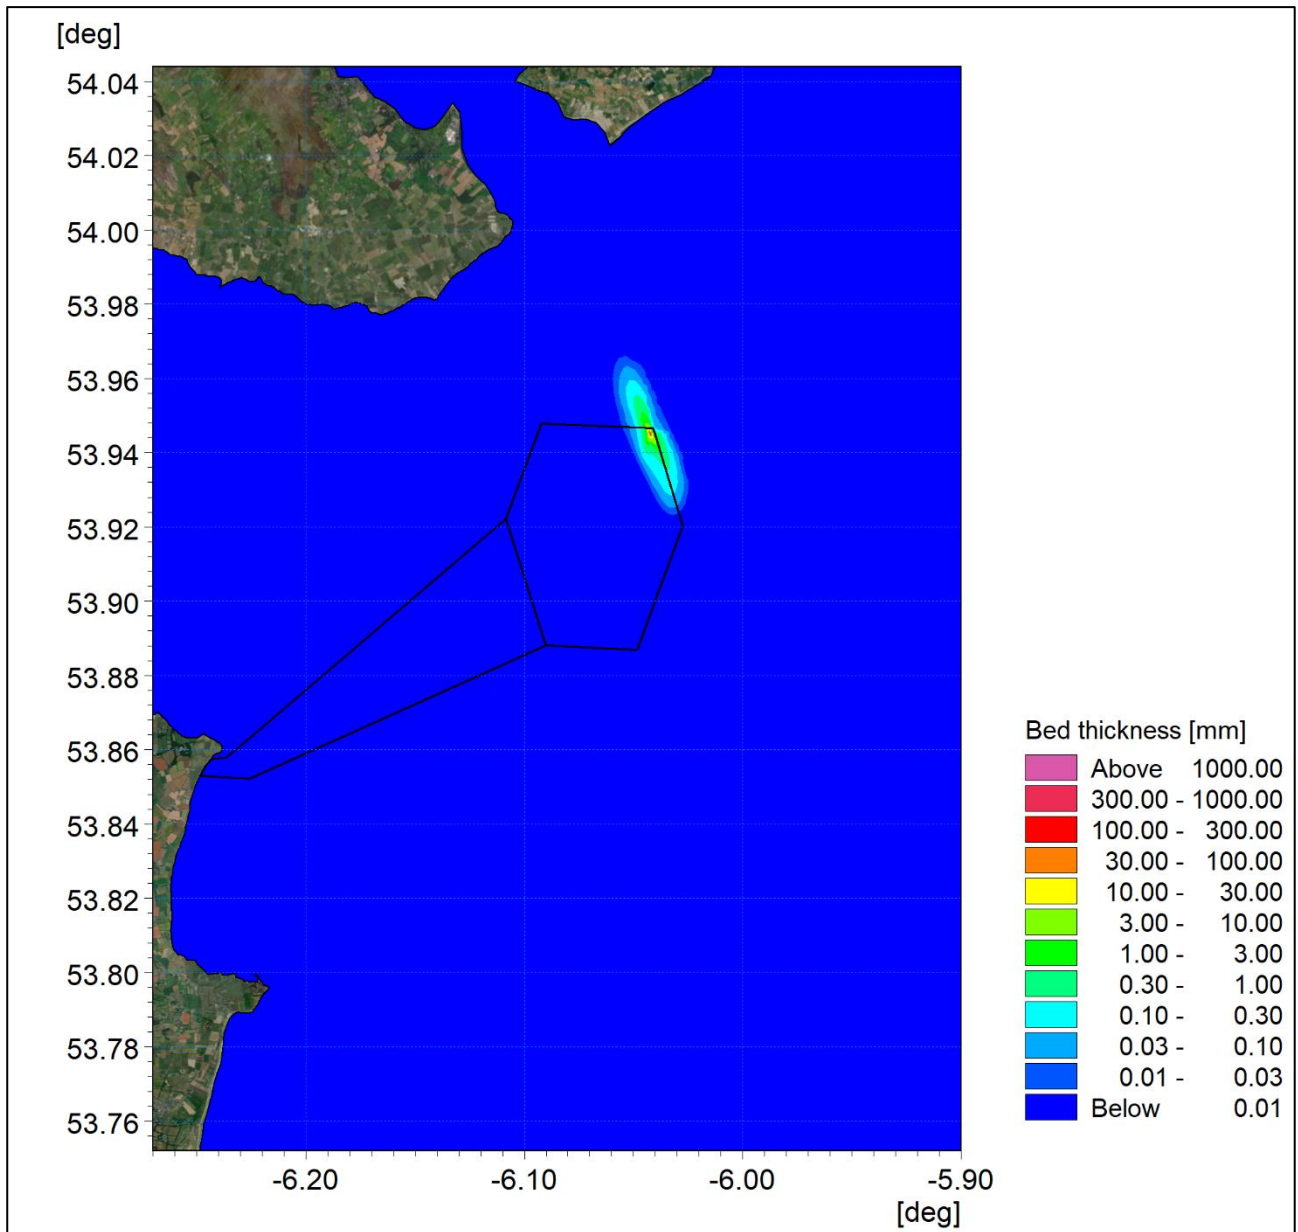 [deg]
54.04
54.02
54.00
53.98
53.96
53.94
53.92
53.90
53.88
53.86
53.84
53.82
53.80
53.78
53.76
-6.20 -6.10 -6.00 -5.90
[deg]
Bed thickness [mm]
Above 1000.00
300.00 - 1000.00
100.00 - 300.00
30.00 - 100.00
10.00 - 30.00
3.00 - 10.00
1.00 - 3.00
0.30 - 1.00
0.10 - 0.30
0.03 - 0.10
0.01 - 0.03
Below 0.01